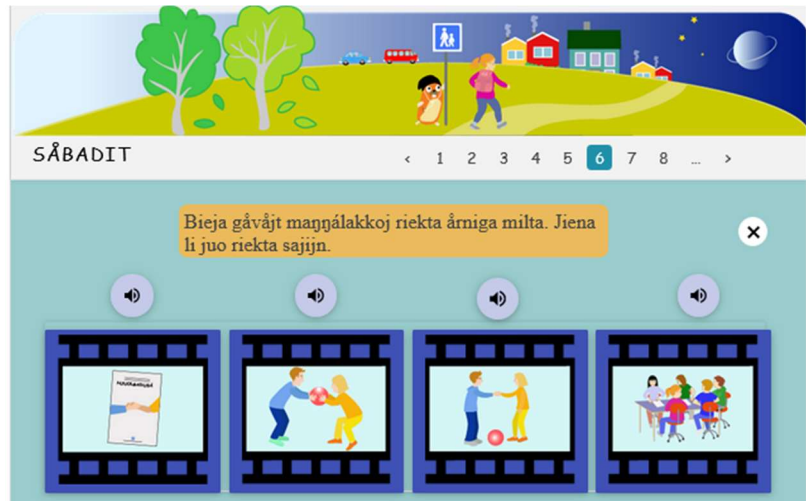 SÅBADIT
‹ 1 2 3 4 5 6 7 8 … ›
Bieja gåvåjt maŋŋálakkoj riekta årniga milta. Jiena
li juo riekta sajijn.